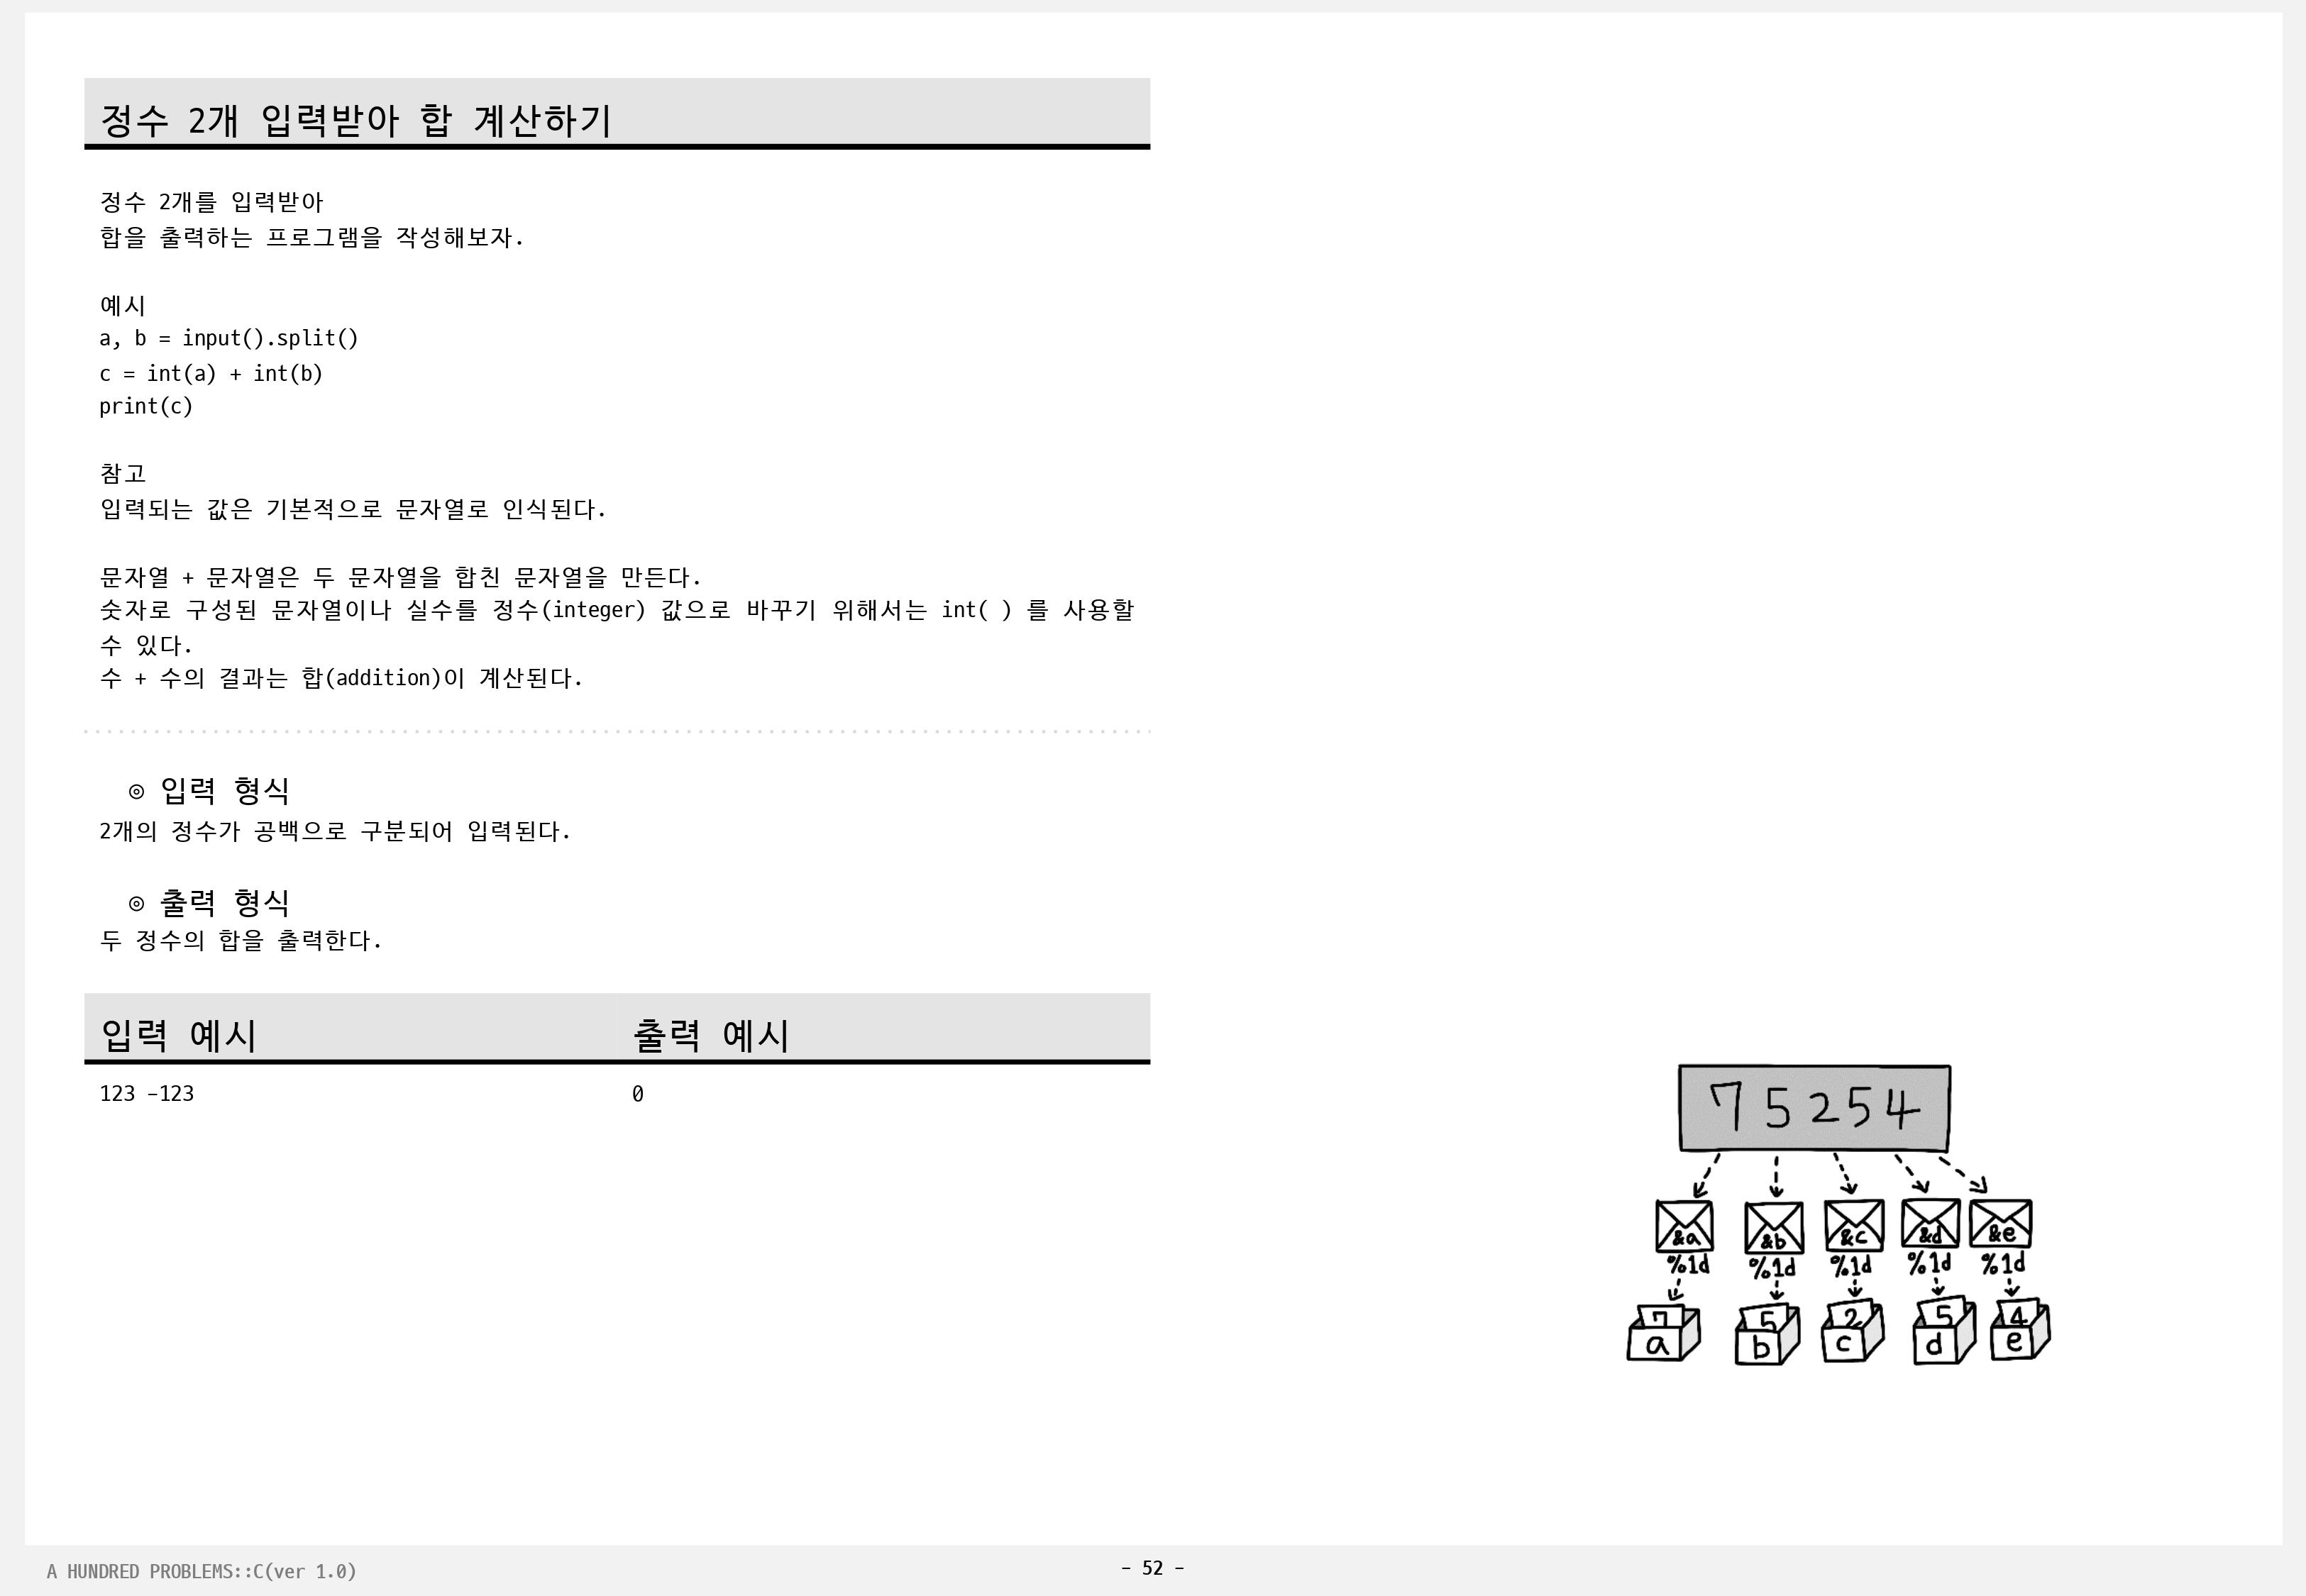 정수 2개 입력받아 합 계산하기
정수 2개를 입력받아
합을 출력하는 프로그램을 작성해보자.
예시
a, b = input().split()
c = int(a) + int(b)
print(c)
참고
입력되는 값은 기본적으로 문자열로 인식된다.
문자열 + 문자열은 두 문자열을 합친 문자열을 만든다.
숫자로 구성된 문자열이나 실수를 정수(integer) 값으로 바꾸기 위해서는 int( ) 를 사용할
수 있다.
수 + 수의 결과는 합(addition)이 계산된다.
◎ 입력 형식
2개의 정수가 공백으로 구분되어 입력된다.
◎ 출력 형식
두 정수의 합을 출력한다.
입력 예시 출력 예시
123 -123 0
7 5 2 5 4
&a &b &c &d &e
%1d %1d %1d %1d %1d
7 5 2 5 4
a b c d e
A HUNDRED PROBLEMS::C(ver 1.0)
- 52 -